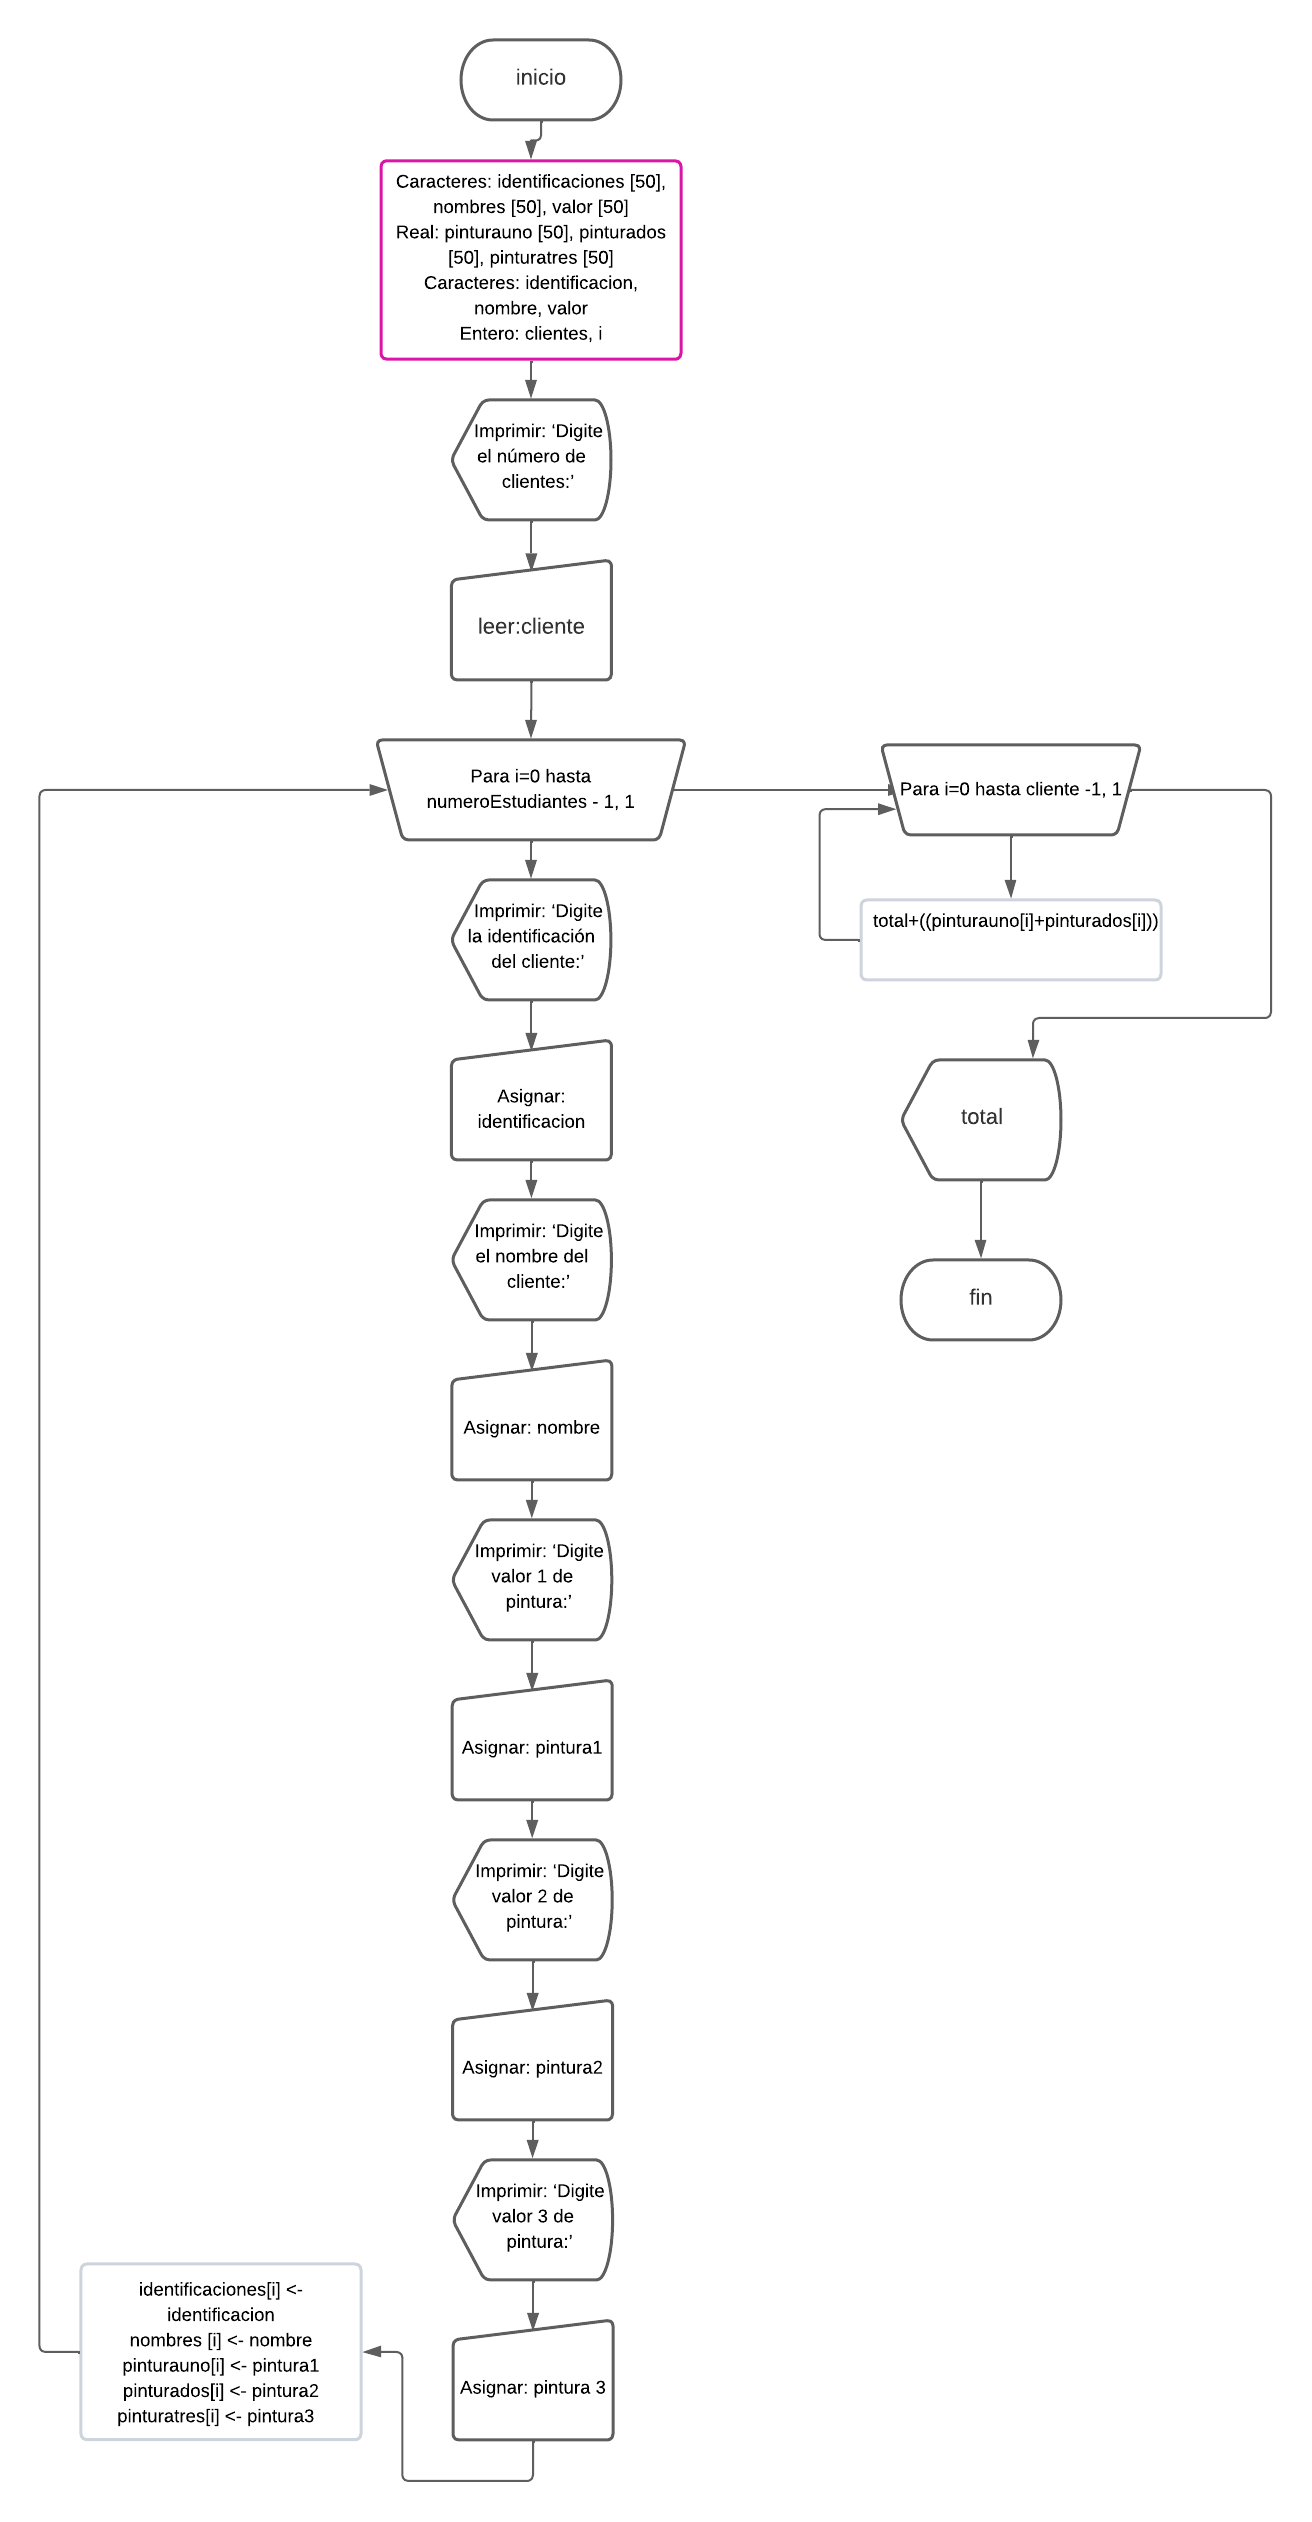 inicio
Caracteres: identificaciones [50],
nombres [50], valor [50]
Real: pinturauno [50], pinturados
[50], pinturatres [50]
Caracteres: identificacion,
nombre, valor
Entero: clientes, i
Imprimir: ‘Digite
el número de
clientes:’
leer:cliente
Para i=0 hasta
numeroEstudiantes - 1, 1
Imprimir: ‘Digite
la identificación
del cliente:’
Asignar:
identificacion
Imprimir: ‘Digite
el nombre del
cliente:’
Asignar: nombre
Imprimir: ‘Digite
valor 1 de
pintura:’
Asignar: pintura1
Imprimir: ‘Digite
valor 2 de
pintura:’
Asignar: pintura2
Imprimir: ‘Digite
valor 3 de
pintura:’
Asignar: pintura 3
identificaciones[i] <-
identificacion
nombres [i] <- nombre
pinturauno[i] <- pintura1
pinturados[i] <- pintura2
pinturatres[i] <- pintura3
Para i=0 hasta cliente -1, 1
total+((pinturauno[i]+pinturados[i]))
total
fin